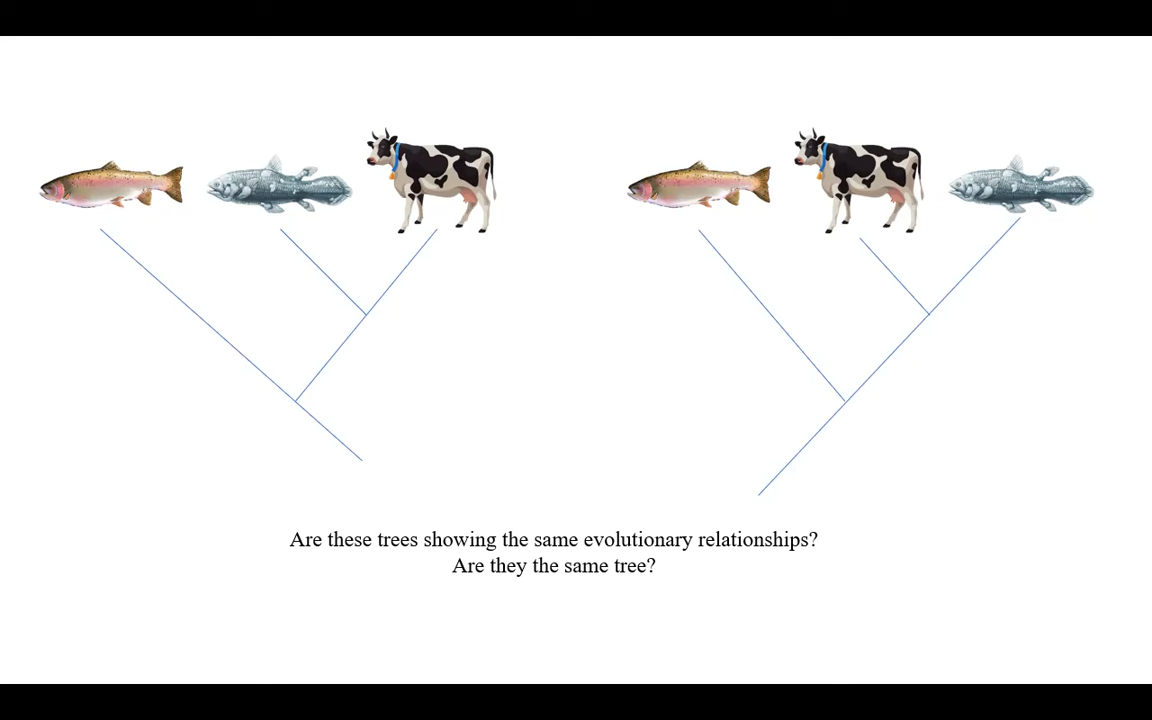 Are these trees showing the same evolutionary relationships?
Are they the same tree?